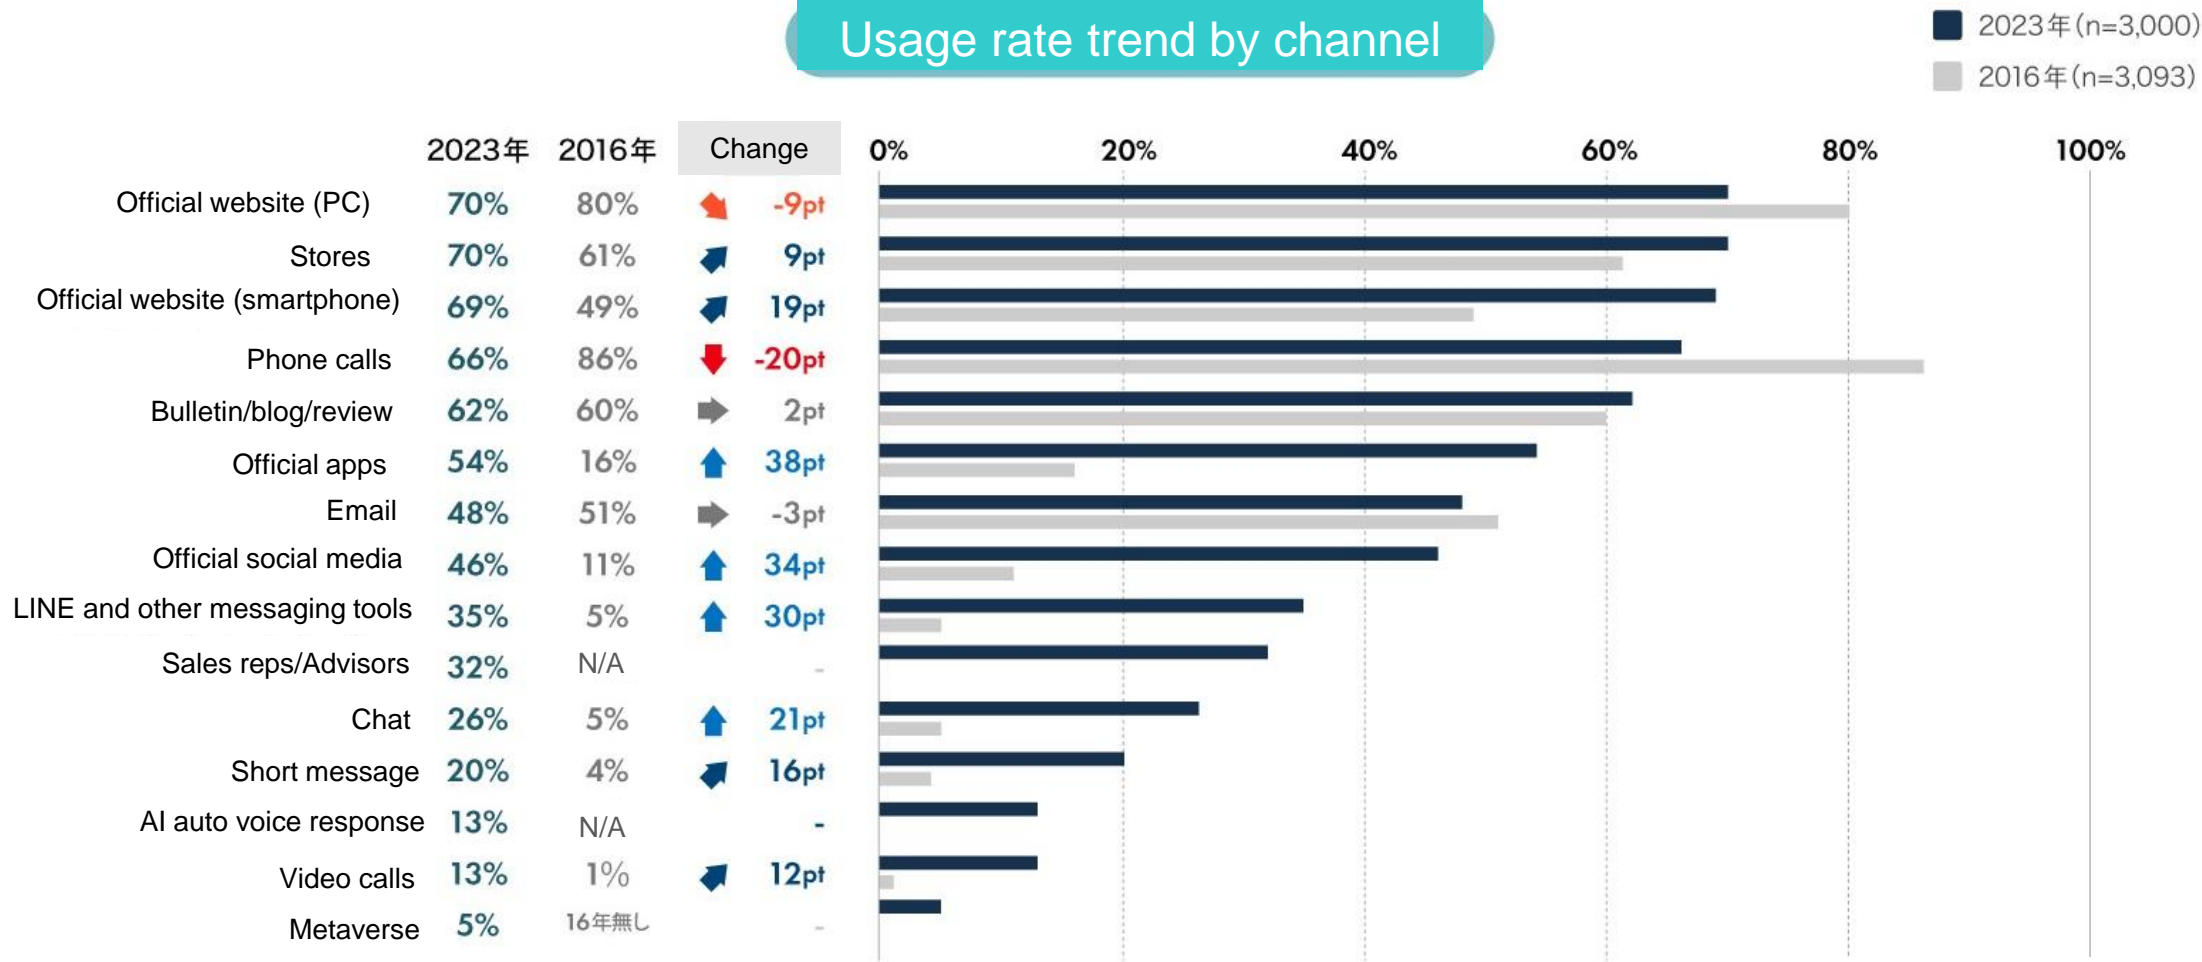 Usage rate trend by channel
2023年(n=3,000)
2016年(n=3,093)
2023年 2016年 Change 0% 20% 40% 60% 80% 100%
Official website (PC) 70% 80% -9pt
Stores 70% 61% 9pt
Official website (smartphone) 69% 49% 19pt
Phone calls 66% 86% -20pt
Bulletin/blog/review 62% 60% 2pt
Official apps 54% 16% 38pt
Email 48% 51% -3pt
Official social media 46% 11% 34pt
LINE and other messaging tools 35% 5% 30pt
Sales reps/Advisors 32% N/A -
Chat 26% 5% 21pt
Short message 20% 4% 16pt
AI auto voice response 13% N/A -
Video calls 13% 1% 12pt
Metaverse 5% 16年無し -